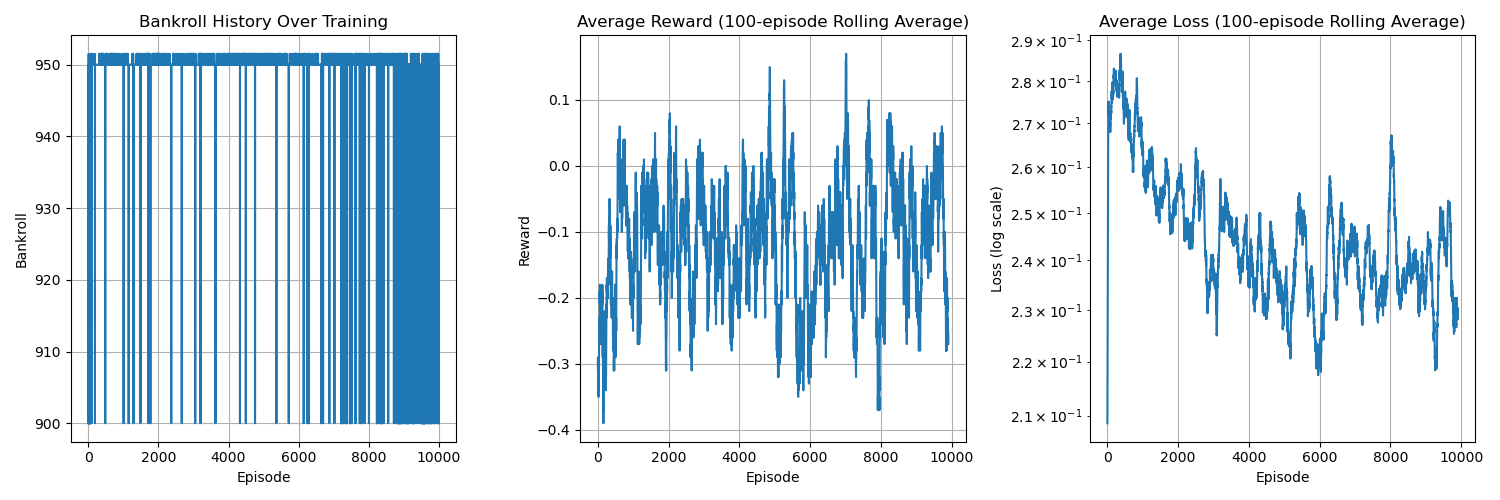 Bankroll History Over Training
Bankroll
950
940
930
920
910
900
0 2000 4000 6000 8000 10000
Episode
Average Reward (100-episode Rolling Average)
Reward
0.1
0.0
−0.1
−0.2
−0.3
−0.4
0 2000 4000 6000 8000 10000
Episode
Average Loss (100-episode Rolling Average)
Loss (log scale)
2.9 × 10⁻¹
2.8 × 10⁻¹
2.7 × 10⁻¹
2.6 × 10⁻¹
2.5 × 10⁻¹
2.4 × 10⁻¹
2.3 × 10⁻¹
2.2 × 10⁻¹
2.1 × 10⁻¹
0 2000 4000 6000 8000 10000
Episode